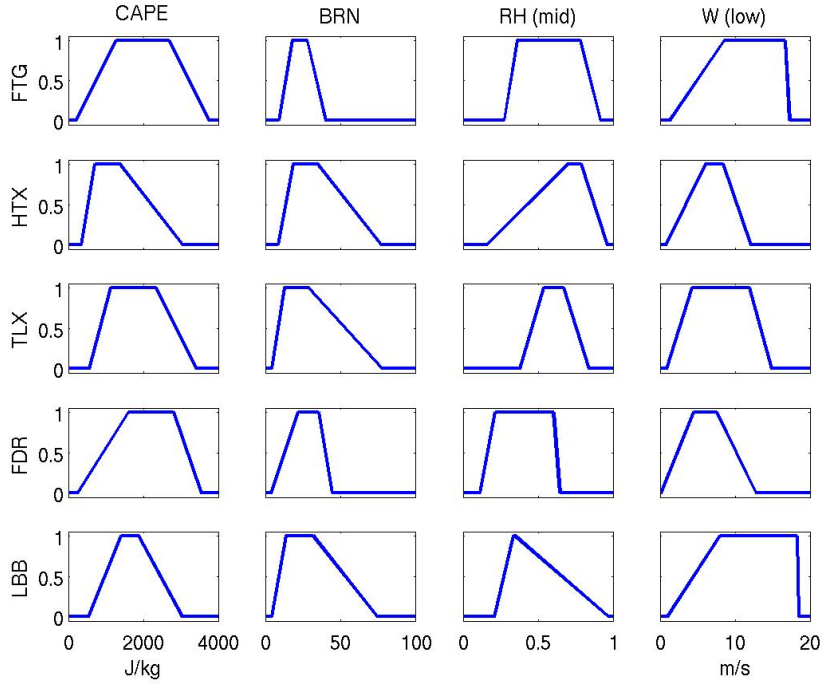 CAPE BRN RH (mid) W (low)
FTG 1 0.5 0
HTX 1 0.5 0
TLX 1 0.5 0
FDR 1 0.5 0
LBB 1 0.5 0
0 2000 4000 0 50 100 0 0.5 1 0 10 20
J/kg m/s